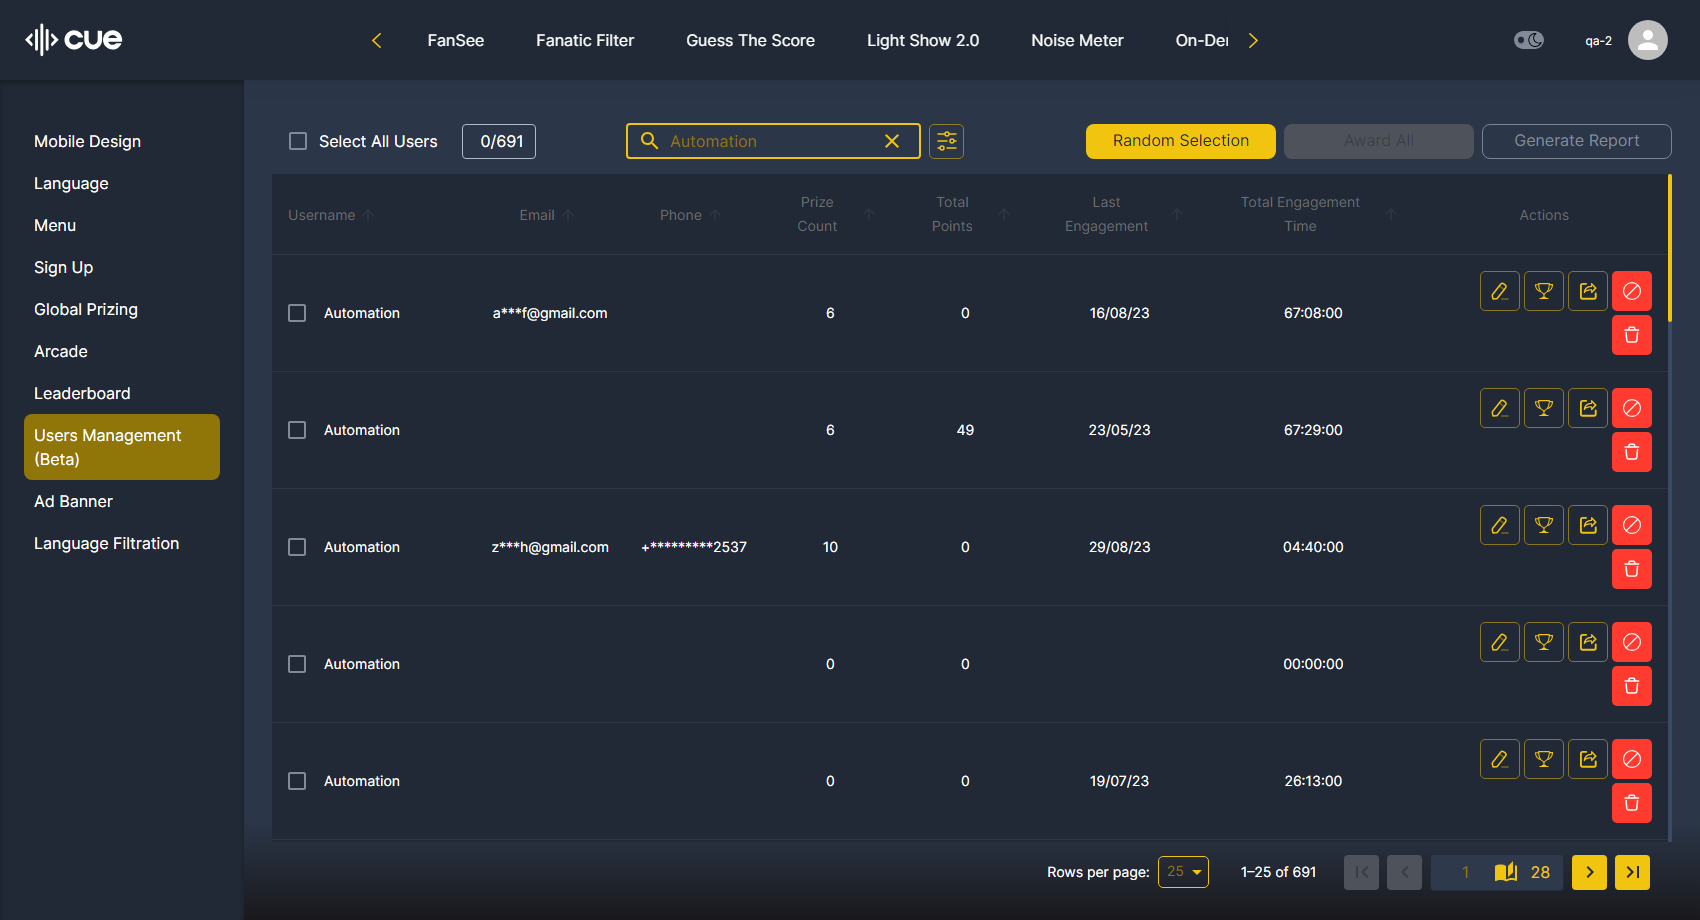 cue
FanSee
Fanatic Filter
Guess The Score
Light Show 2.0
Noise Meter
On-Der
qa-2
Mobile Design
Language
Menu
Sign Up
Global Prizing
Arcade
Leaderboard
Users Management
(Beta)
Ad Banner
Language Filtration
Select All Users
0/691
Automation
Random Selection
Award All
Generate Report
Username
Email
Phone
Prize
Count
Total
Points
Last
Engagement
Total Engagement
Time
Actions
Automation a***f@gmail.com 6 0 16/08/23 67:08:00
Automation 6 49 23/05/23 67:29:00
Automation z***h@gmail.com +*********2537 10 0 29/08/23 04:40:00
Automation 0 0 00:00:00
Automation 0 0 19/07/23 26:13:00
Rows per page: 25 1–25 of 691 1 28